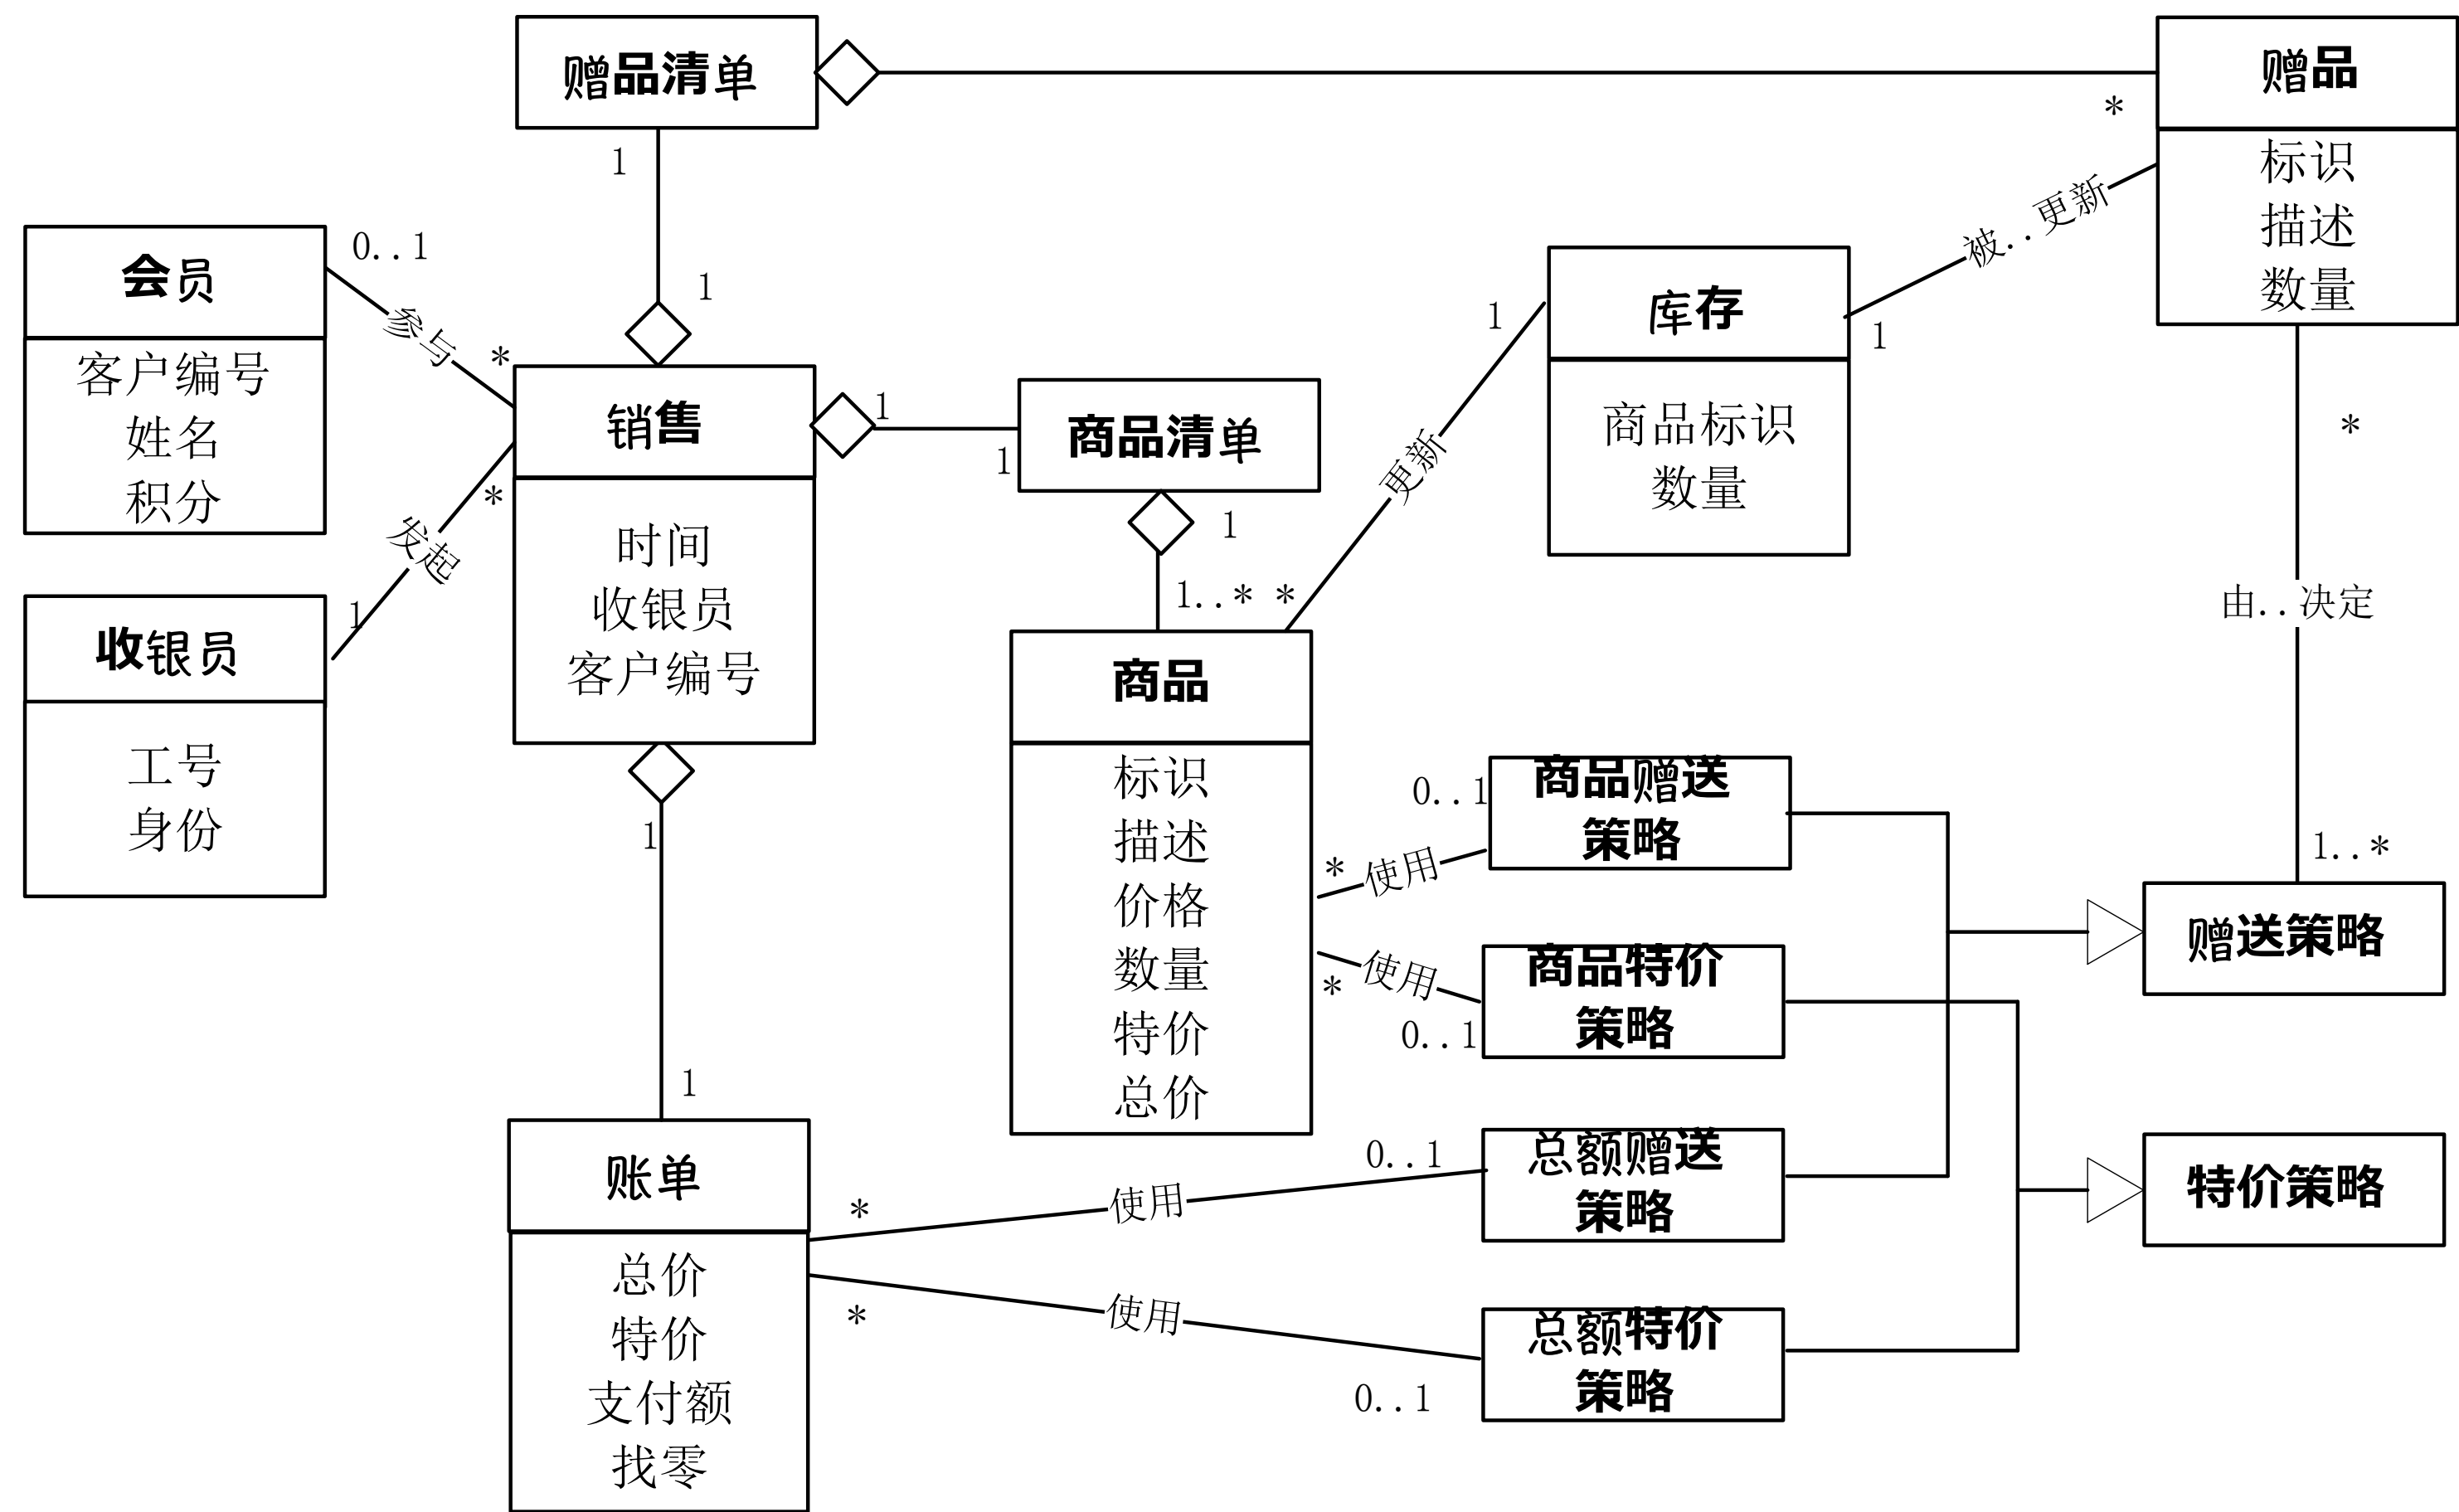 赠品清单
1
1
赠品
*
标识
描述
数量
会员
客户编号
姓名
积分
0..1
参与
*
销售
时间
收银员
客户编号
1
1
商品清单
1
1..*
*
更新
1
库存
商品标识
数量
1
被..更新
收银员
工号
身份
1
发起
*
商品
标识
描述
价格
数量
特价
总价
*
由..决定
1..*
*
使用
0..1
商品赠送
策略
*
使用
0..1
商品特价
策略
赠送策略
1
1
账单
总价
特价
支付额
找零
*
使用
0..1
总额赠送
策略
*
使用
0..1
总额特价
策略
特价策略